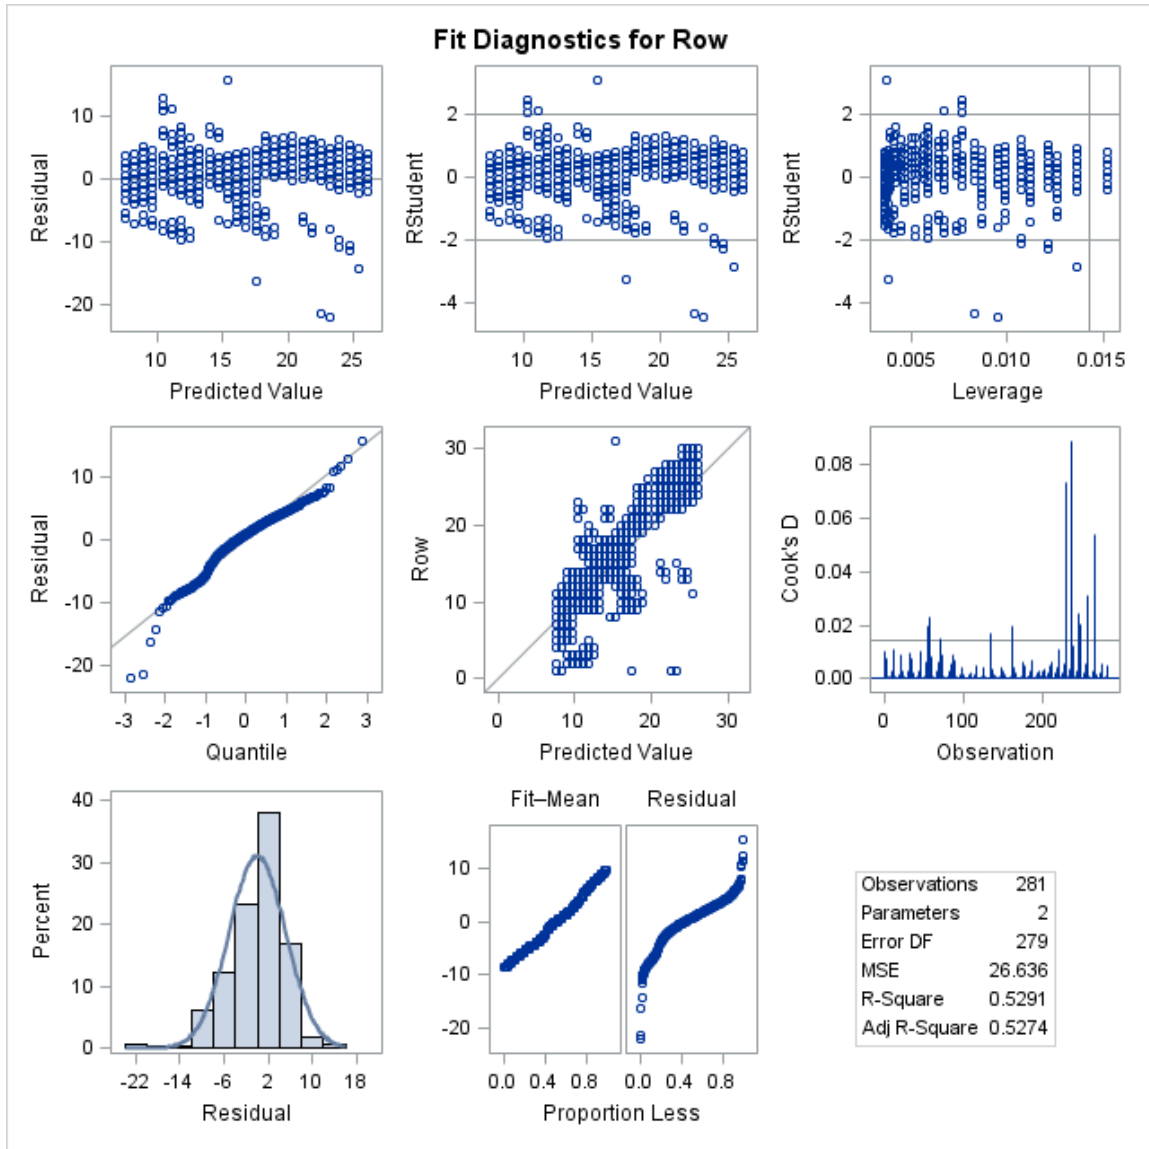 Fit Diagnostics for Row
Residual
10
0
-10
-20
10 15 20 25
Predicted Value
RStudent
2
0
-2
-4
10 15 20 25
Predicted Value
RStudent
2
0
-2
-4
0.005 0.010 0.015
Leverage
Residual
10
0
-10
-20
-3 -2 -1 0 1 2 3
Quantile
Row
30
20
10
0
0 10 20 30
Predicted Value
Cook's D
0.08
0.06
0.04
0.02
0.00
0 100 200
Observation
Percent
40
30
20
10
0
-22 -14 -6 2 10 18
Residual
Fit–Mean Residual
10
0
-10
-20
0.0 0.4 0.8 0.0 0.4 0.8
Proportion Less
Observations 281
Parameters 2
Error DF 279
MSE 26.636
R-Square 0.5291
Adj R-Square 0.5274